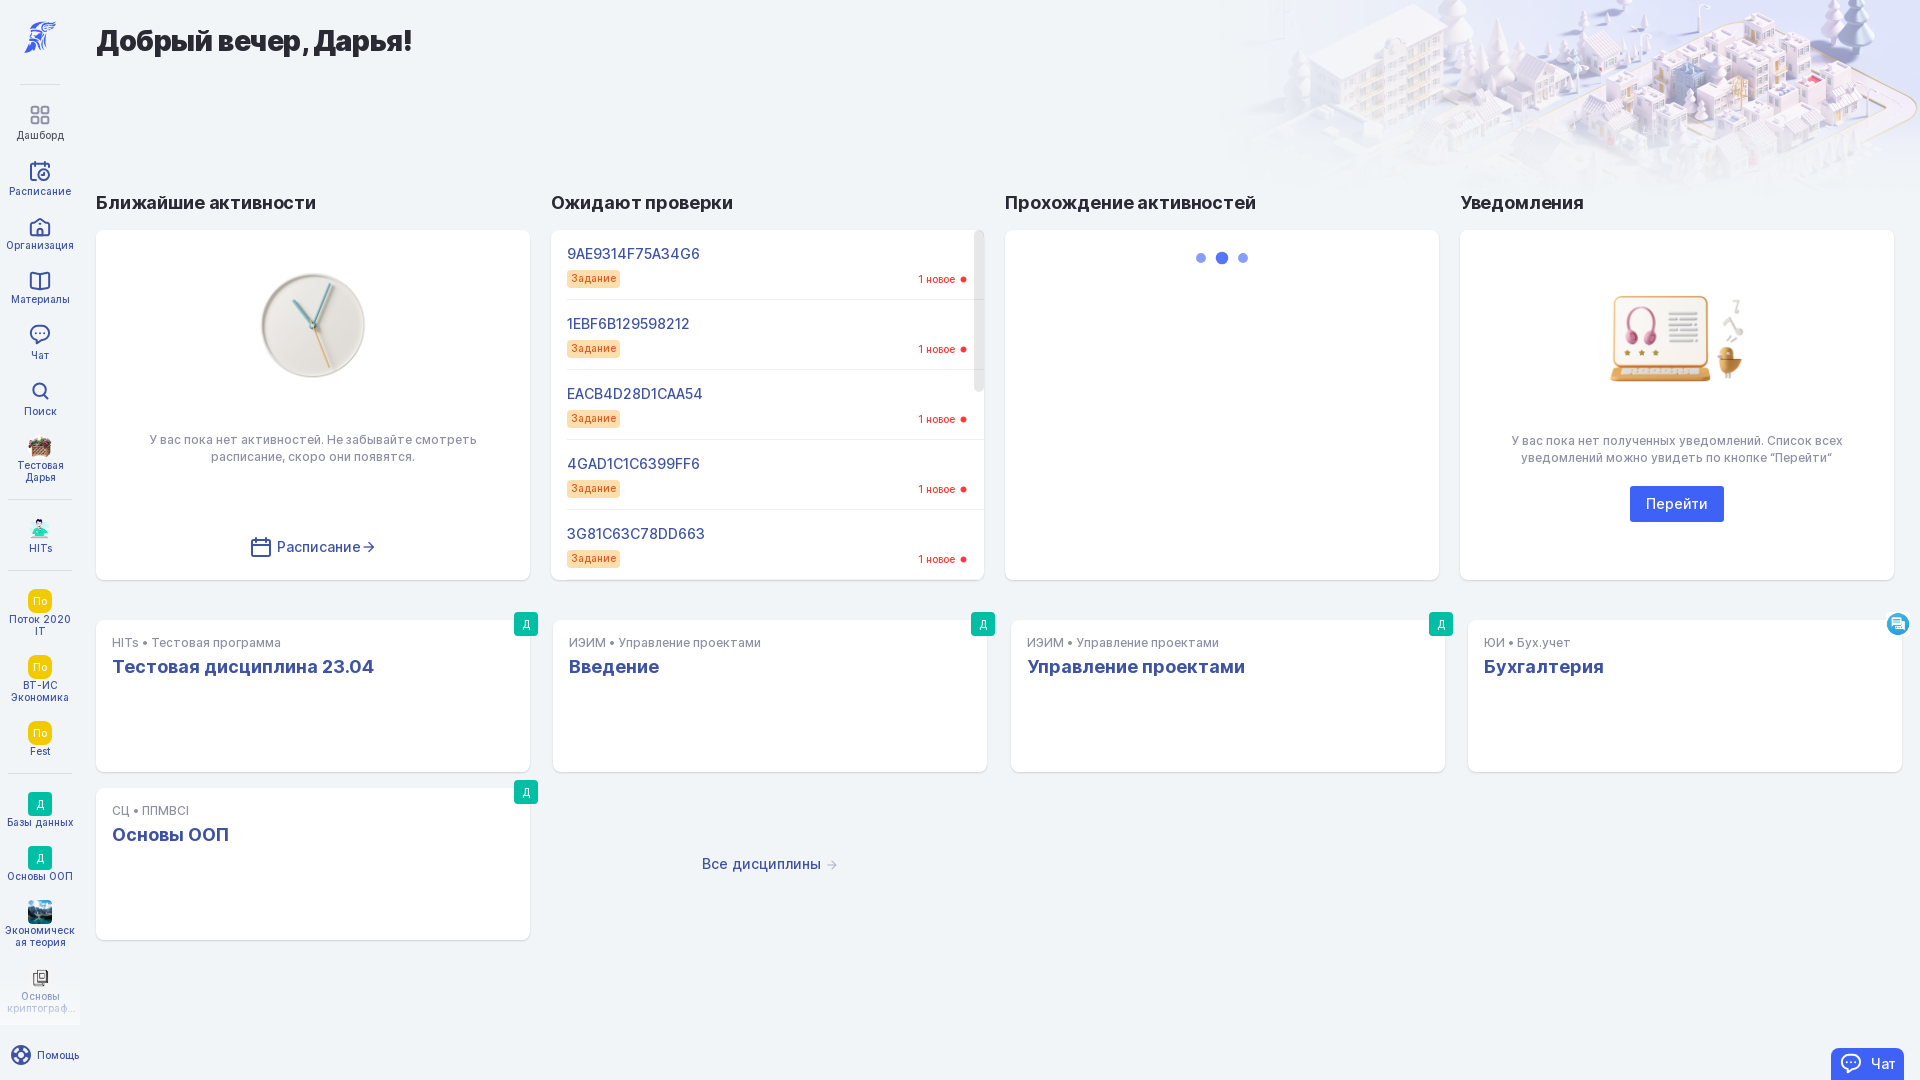 Добрый вечер, Дарья!
Дашборд
Расписание
Организация
Материалы
Чат
Поиск
Тестовая
Дарья
HITs
По
Поток 2020
IT
По
ВТ-ИС
Экономика
По
Fest
Д
Базы данных
Д
Основы ООП
Экономическ
ая теория
Основы
криптограф...
Помощь
Ближайшие активности
У вас пока нет активностей. Не забывайте смотреть
расписание, скоро они появятся.
Расписание
Ожидают проверки
9AE9314F75A34G6
Задание
1 новое
1EBF6B129598212
Задание
1 новое
EACB4D28D1CAA54
Задание
1 новое
4GAD1C1C6399FF6
Задание
1 новое
3G81C63C78DD663
Задание
1 новое
Прохождение активностей
Уведомления
У вас пока нет полученных уведомлений. Список всех
уведомлений можно увидеть по кнопке “Перейти“
Перейти
Д
HITs • Тестовая программа
Тестовая дисциплина 23.04
Д
ИЭИМ • Управление проектами
Введение
Д
ИЭИМ • Управление проектами
Управление проектами
ЮИ • Бух.учет
Бухгалтерия
Д
СЦ • ППМВСІ
Основы ООП
Все дисциплины
Чат